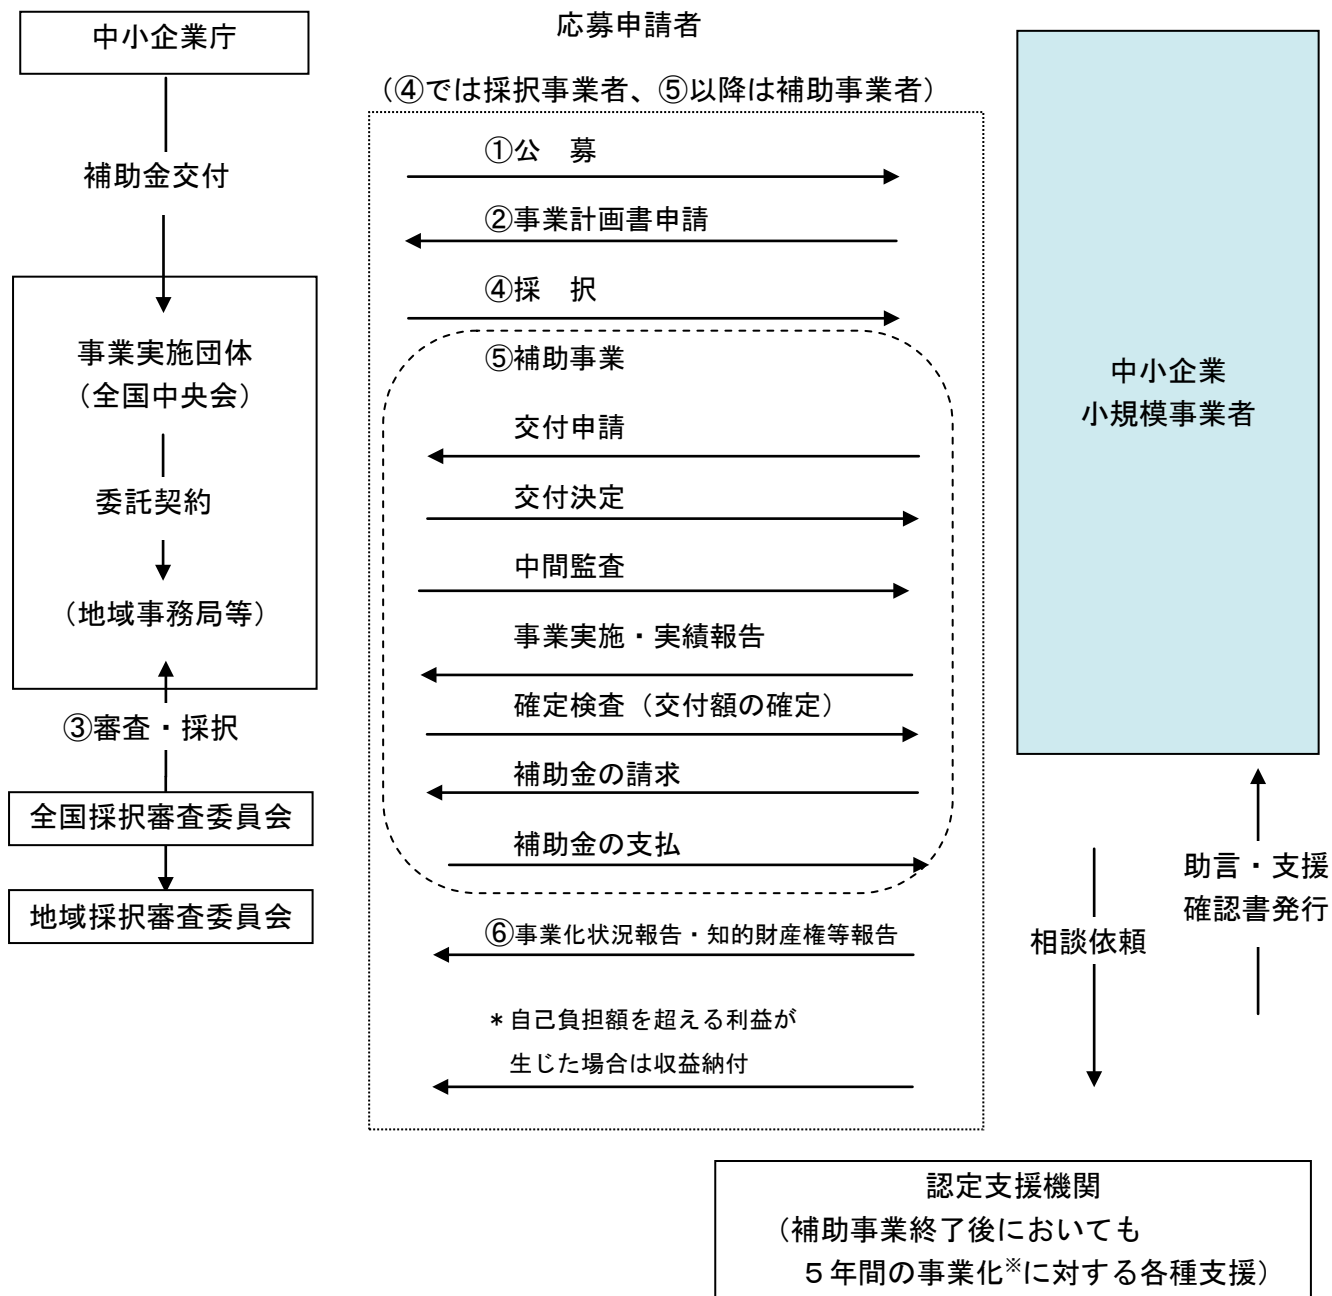 中小企業庁
補助金交付
事業実施団体
（全国中央会）
委託契約
（地域事務局等）
③審査・採択
全国採択審査委員会
地域採択審査委員会
応募申請者
（④では採択事業者、⑤以降は補助事業者）
①公　募
②事業計画書申請
④採　択
⑤補助事業
交付申請
交付決定
中間監査
事業実施・実績報告
確定検査（交付額の確定）
補助金の請求
補助金の支払
⑥事業化状況報告・知的財産権等報告
＊自己負担額を超える利益が
生じた場合は収益納付
中小企業
小規模事業者
相談依頼
助言・支援
確認書発行
認定支援機関
（補助事業終了後においても
５年間の事業化※に対する各種支援）